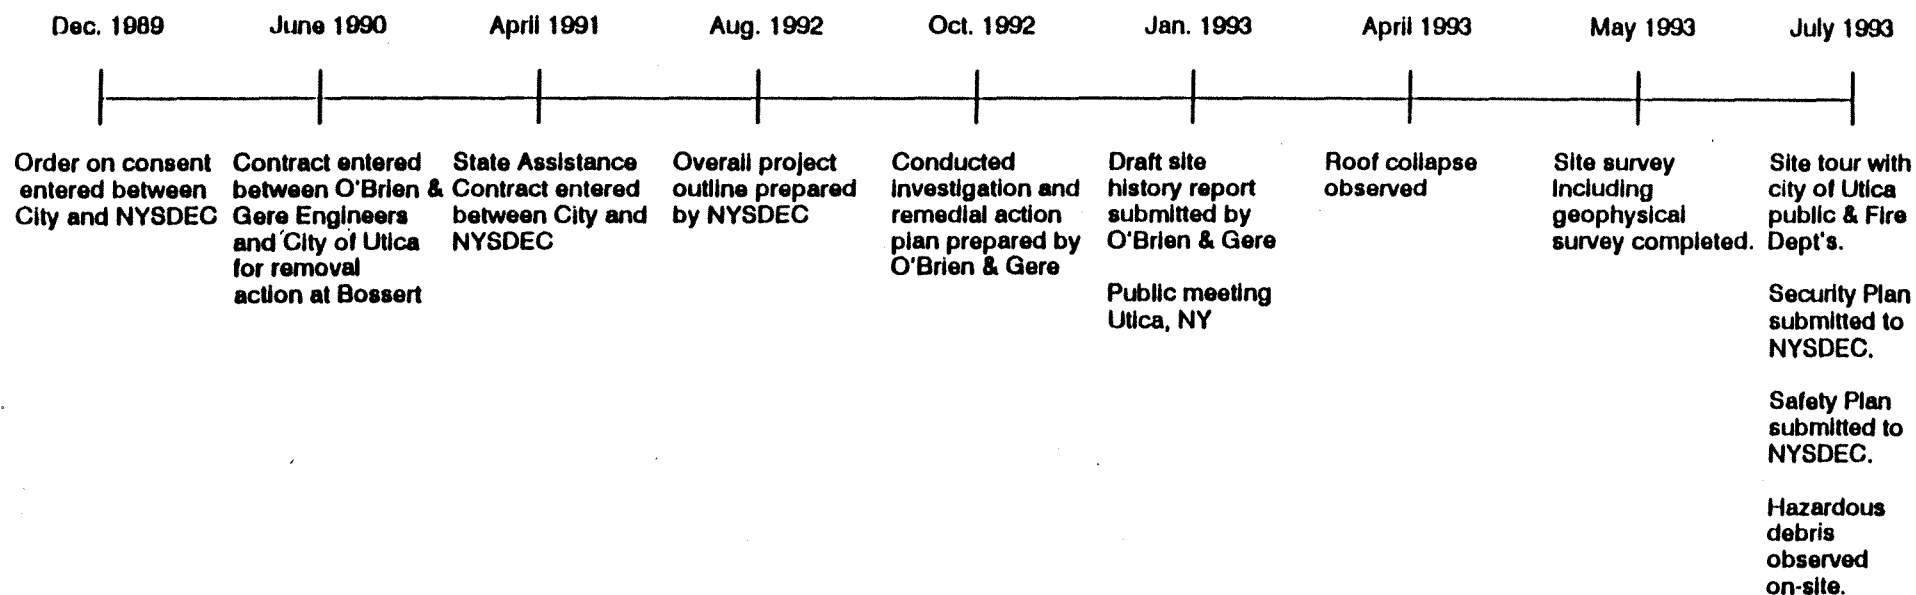 Dec. 1989
June 1990
April 1991
Aug. 1992
Oct. 1992
Jan. 1993
April 1993
May 1993
July 1993
Order on consent
entered between
City and NYSDEC
Contract entered
between O'Brien &
Gere Engineers
and City of Utica
for removal
action at Bossert
State Assistance
Contract entered
between City and
NYSDEC
Overall project
outline prepared
by NYSDEC
Conducted
investigation and
remedial action
plan prepared by
O'Brien & Gere
Draft site
history report
submitted by
O'Brien & Gere
Public meeting
Utica, NY
Roof collapse
observed
Site survey
including
geophysical
survey completed.
Site tour with
city of Utica
public & Fire
Dept's.
Security Plan
submitted to
NYSDEC.
Safety Plan
submitted to
NYSDEC.
Hazardous
debris
observed
on-site.